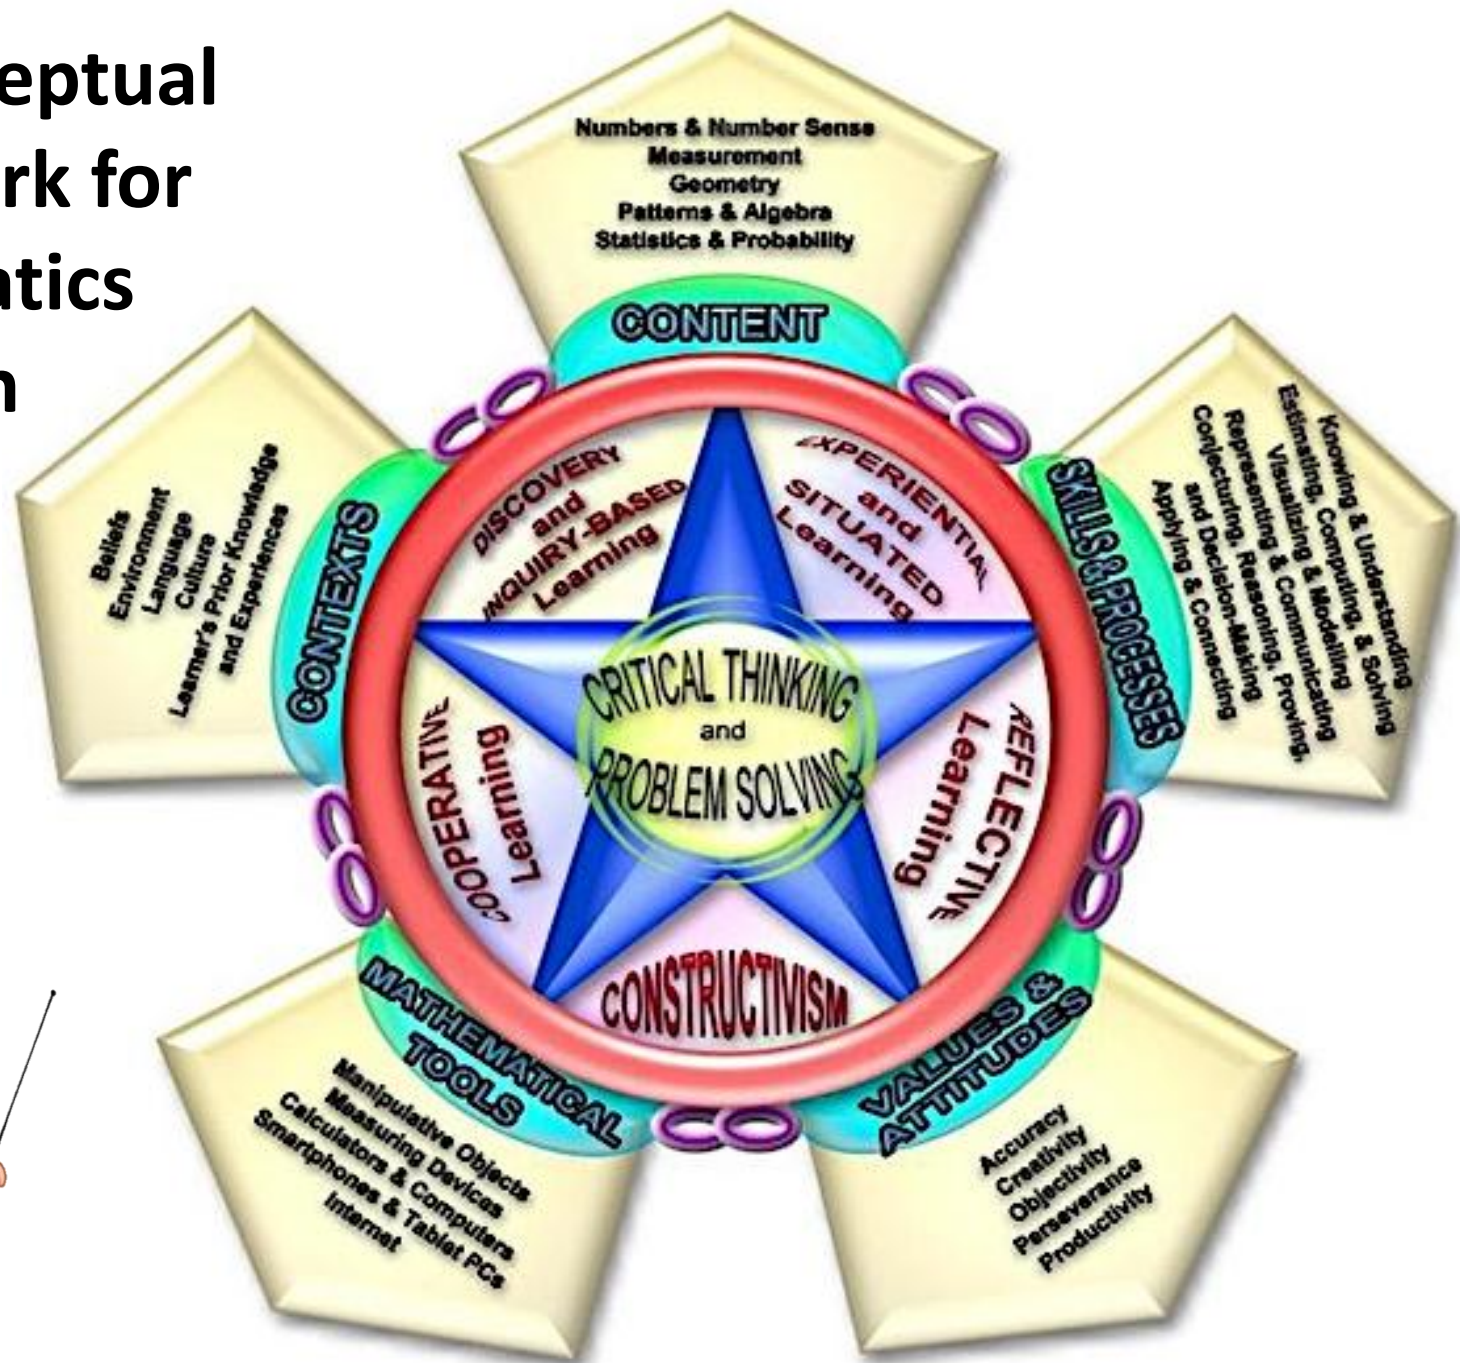 eptual
rk for
atics
n
Numbers & Number Sense
Measurement
Geometry
Patterns & Algebra
Statistics & Probability
CONTENT
Knowing & Understanding
Estimating, Computing, & Solving
Visualizing & Modelling
Representing & Communicating
Conjecturing, Reasoning, Proving,
and Decision-Making
Applying & Connecting
SKILLS & PROCESSES
Beliefs
Environment
Language
Culture
Learner's Prior Knowledge
and Experiences
CONTEXTS
DISCOVERY
and
INQUIRY-BASED
Learning
EXPERIENTIAL
and
SITUATED
Learning
CRITICAL THINKING
and
PROBLEM SOLVING
COOPERATIVE
Learning
REFLECTIVE
Learning
CONSTRUCTIVISM
MATHEMATICAL
TOOLS
Manipulative Objects
Measuring Devices
Calculators & Computers
Smartphones & Tablet PCs
Internet
VALUES &
ATTITUDES
Accuracy
Creativity
Objectivity
Perseverance
Productivity